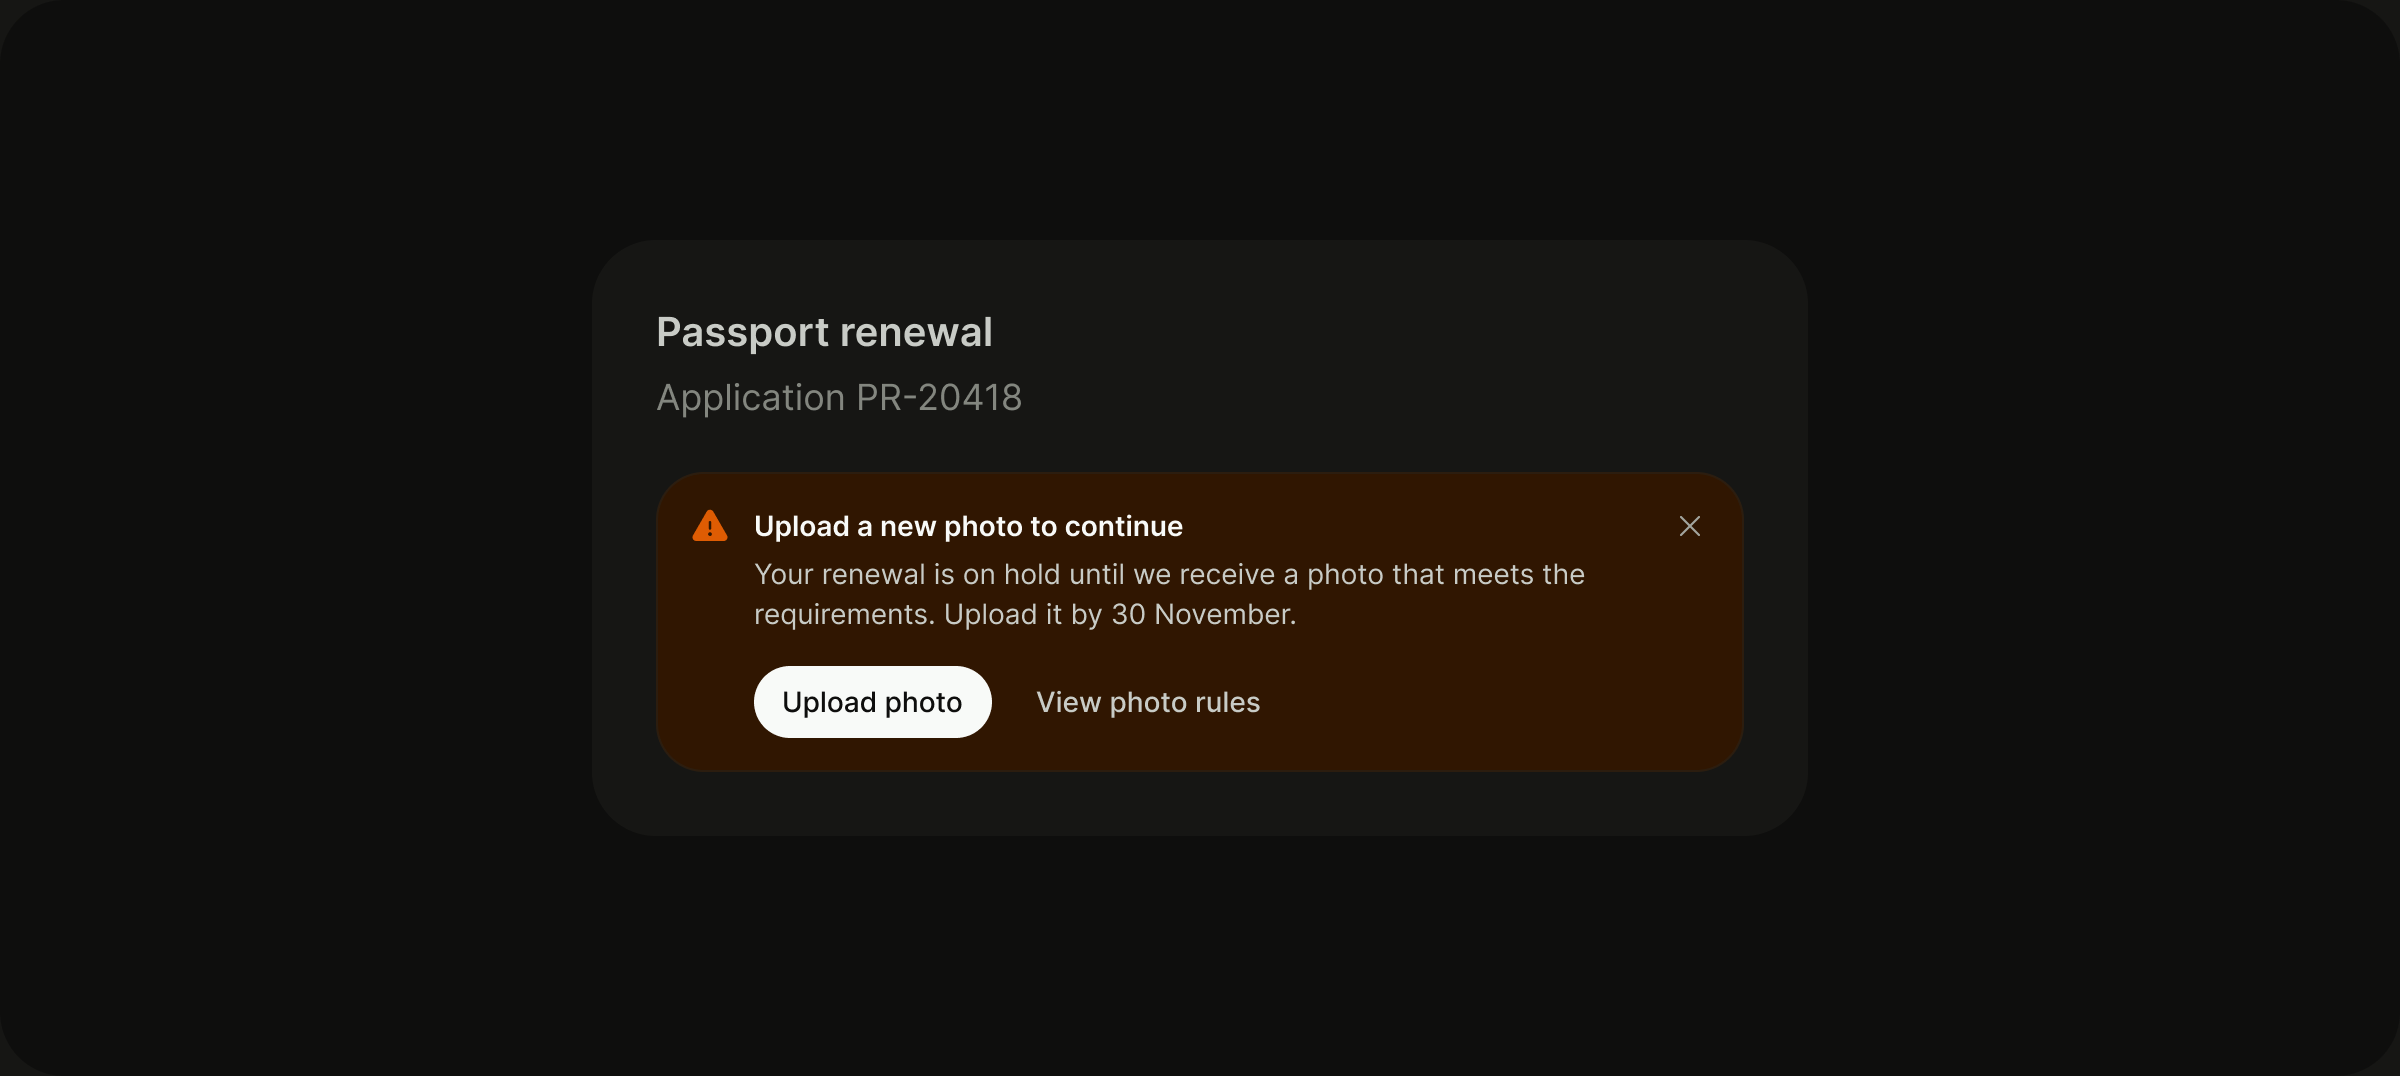 Passport renewal
Application PR-20418
Upload a new photo to continue
Your renewal is on hold until we receive a photo that meets the
requirements. Upload it by 30 November.
Upload photo
View photo rules